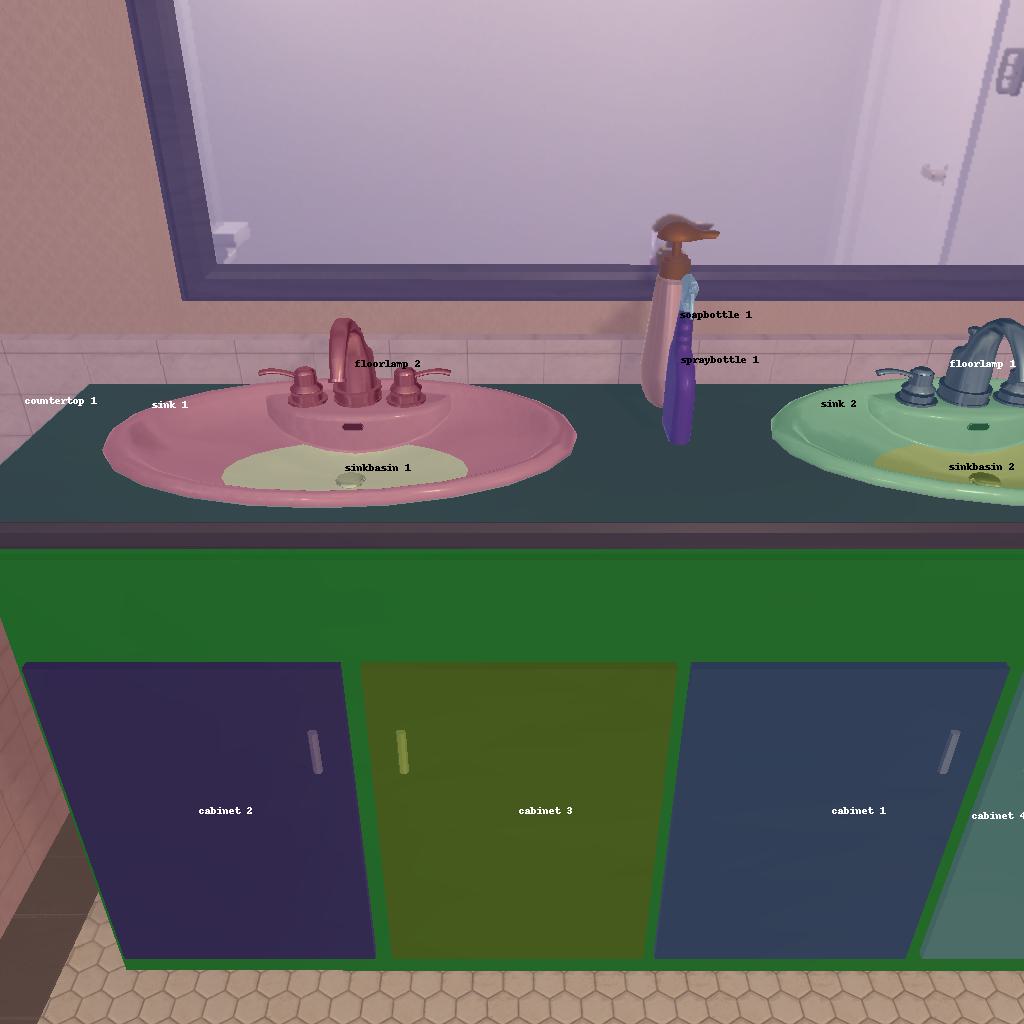 soapbottle 1
spraybottle 1
floorlamp 2
floorlamp 1
countertop 1
sink 1
sink 2
sinkbasin 1
sinkbasin 2
cabinet 2
cabinet 3
cabinet 1
cabinet 4